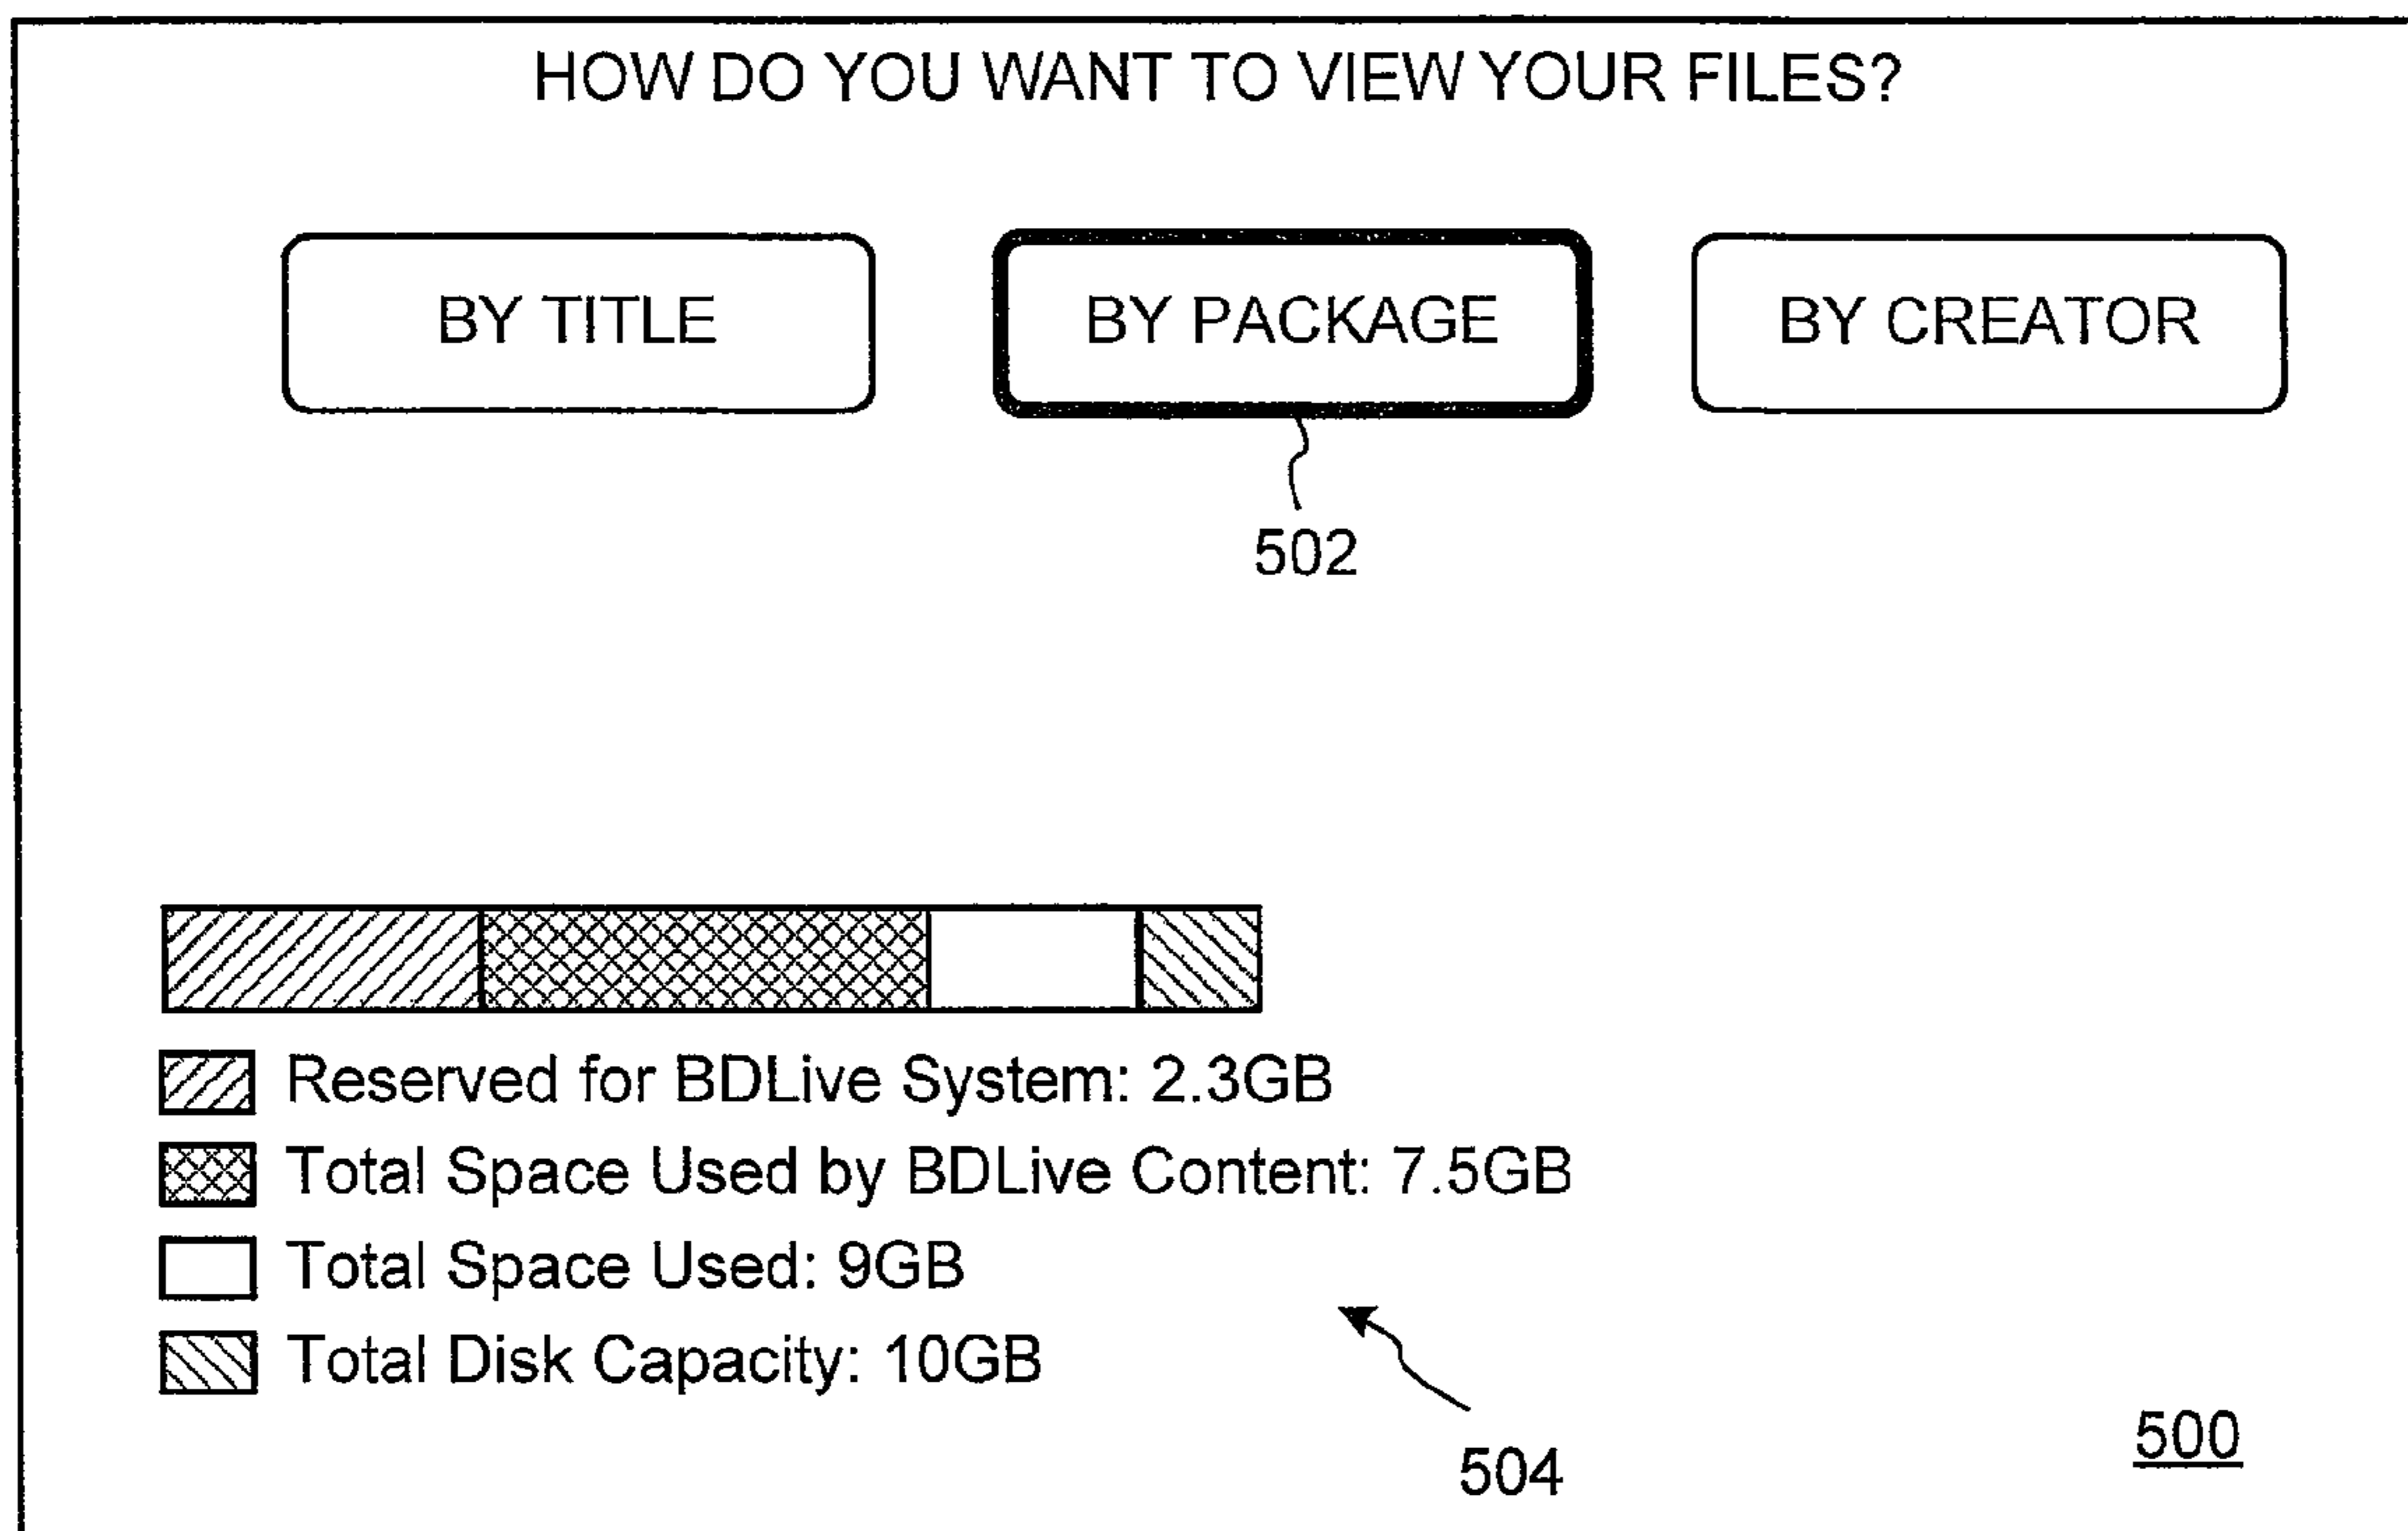 HOW DO YOU WANT TO VIEW YOUR FILES?
BY TITLE
BY PACKAGE
BY CREATOR
502
Reserved for BDLive System: 2.3GB
Total Space Used by BDLive Content: 7.5GB
Total Space Used: 9GB
Total Disk Capacity: 10GB
504
500